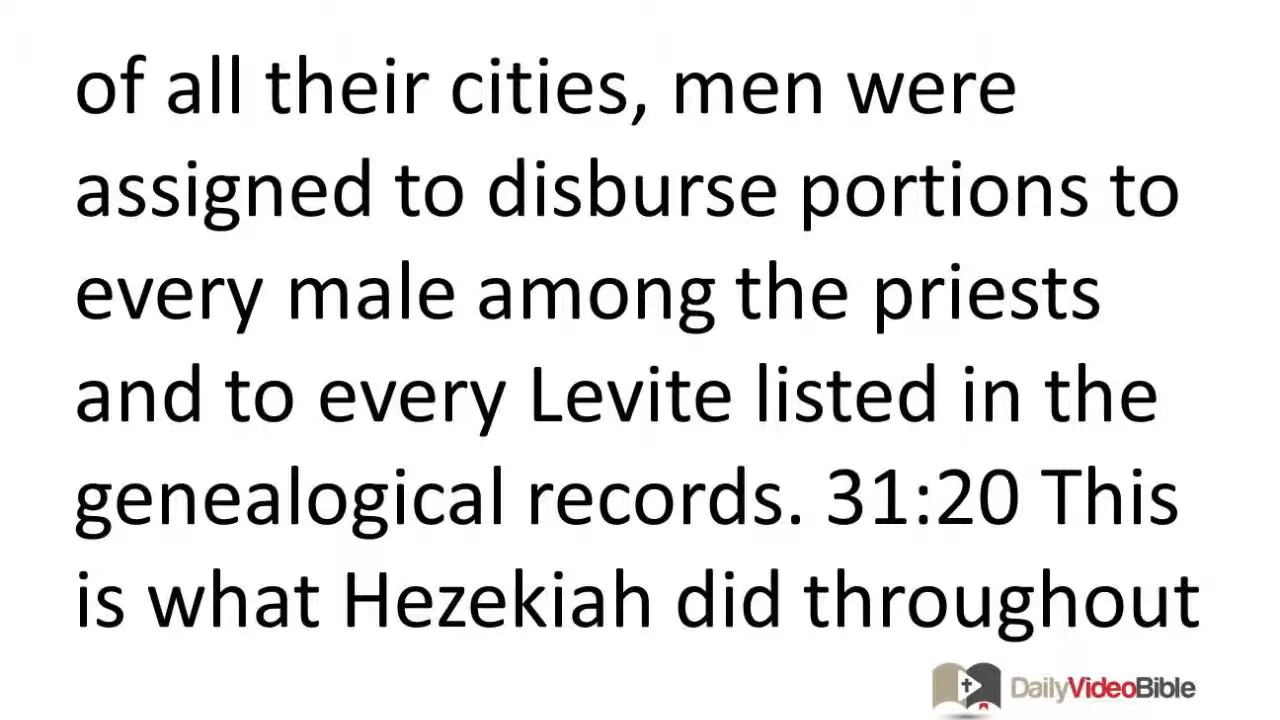 of all their cities, men were
assigned to disburse portions to
every male among the priests
and to every Levite listed in the
genealogical records. 31:20 This
is what Hezekiah did throughout
DailyVideoBible